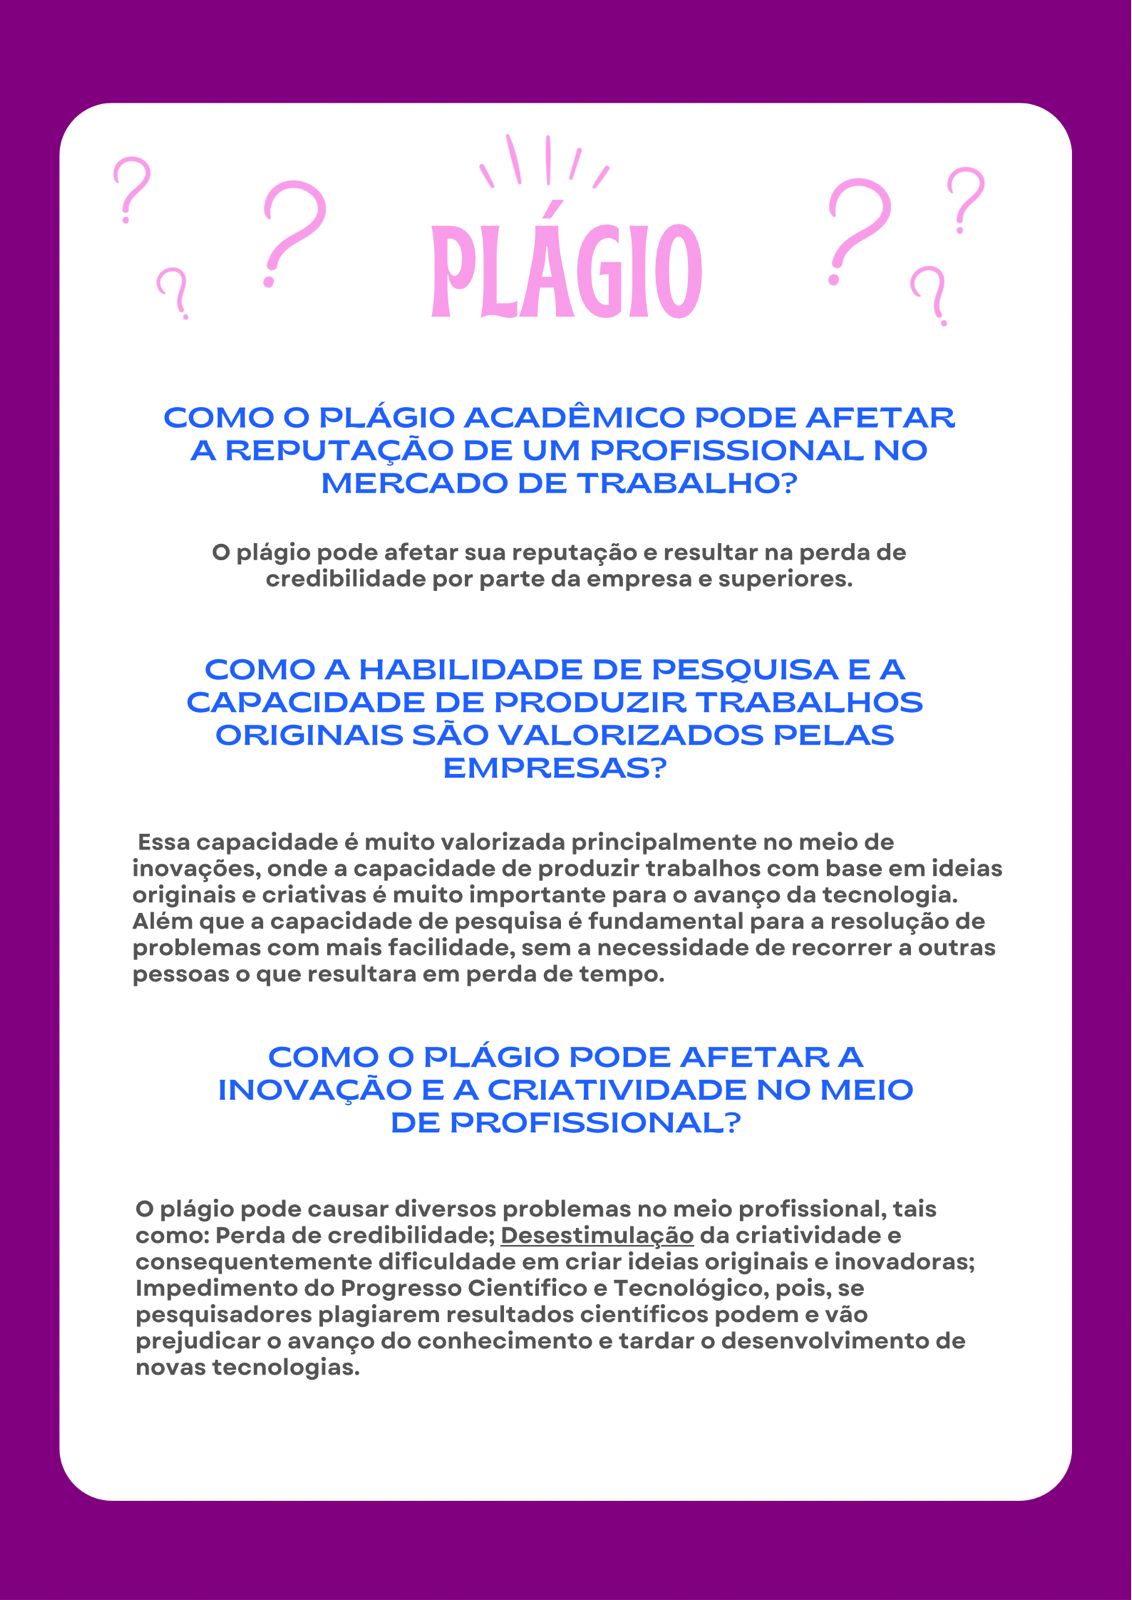 PLÁGIO
COMO O PLÁGIO ACADÊMICO PODE AFETAR
A REPUTAÇÃO DE UM PROFISSIONAL NO
MERCADO DE TRABALHO?
O plágio pode afetar sua reputação e resultar na perda de
credibilidade por parte da empresa e superiores.
COMO A HABILIDADE DE PESQUISA E A
CAPACIDADE DE PRODUZIR TRABALHOS
ORIGINAIS SÃO VALORIZADOS PELAS
EMPRESAS?
Essa capacidade é muito valorizada principalmente no meio de
inovações, onde a capacidade de produzir trabalhos com base em ideias
originais e criativas é muito importante para o avanço da tecnologia.
Além que a capacidade de pesquisa é fundamental para a resolução de
problemas com mais facilidade, sem a necessidade de recorrer a outras
pessoas o que resultara em perda de tempo.
COMO O PLÁGIO PODE AFETAR A
INOVAÇÃO E A CRIATIVIDADE NO MEIO
DE PROFISSIONAL?
O plágio pode causar diversos problemas no meio profissional, tais
como: Perda de credibilidade; Desestimulação da criatividade e
consequentemente dificuldade em criar ideias originais e inovadoras;
Impedimento do Progresso Científico e Tecnológico, pois, se
pesquisadores plagiarem resultados científicos podem e vão
prejudicar o avanço do conhecimento e tardar o desenvolvimento de
novas tecnologias.